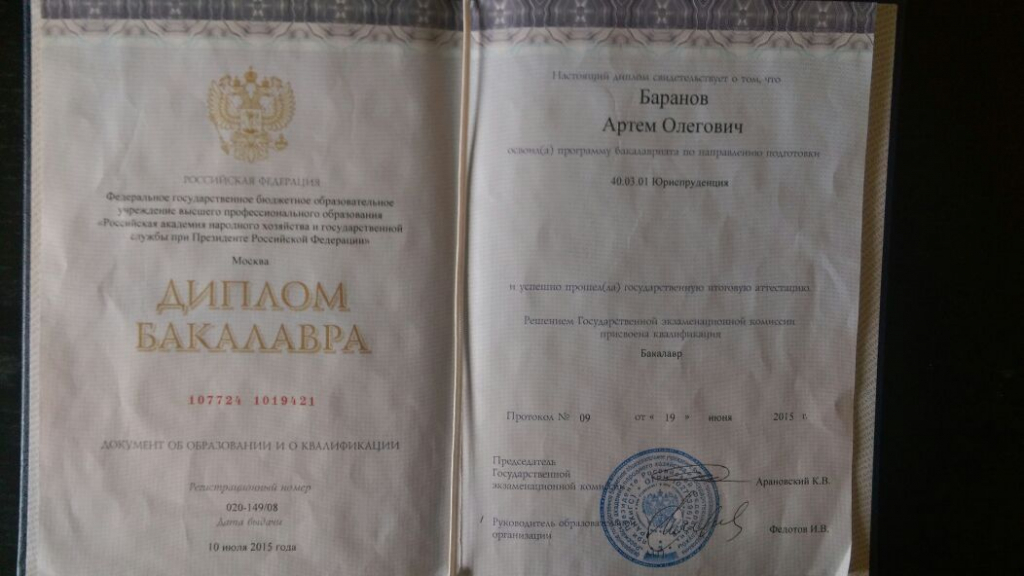 РОССИЙСКАЯ ФЕДЕРАЦИЯ
Федеральное государственное бюджетное образовательное
учреждение высшего профессионального образования
«Российская академия народного хозяйства и государственной
службы при Президенте Российской Федерации»
Москва
ДИПЛОМ
БАКАЛАВРА
107724 1019421
ДОКУМЕНТ ОБ ОБРАЗОВАНИИ И О КВАЛИФИКАЦИИ
Регистрационный номер
020-149/08
Дата выдачи
10 июля 2015 года
Настоящий диплом свидетельствует о том, что
Баранов
Артем Олегович
освоил(а) программу бакалавриата по направлению подготовки
40.03.01 Юриспруденция
и успешно прошел(ла) государственную итоговую аттестацию.
Решением Государственной экзаменационной комиссии
присвоена квалификация
Бакалавр
Протокол № 09 от « 19 » июня 2015 г.
Председатель
Государственной
экзаменационной Арановский К.В.
Руководитель
организации Федотов И.В.